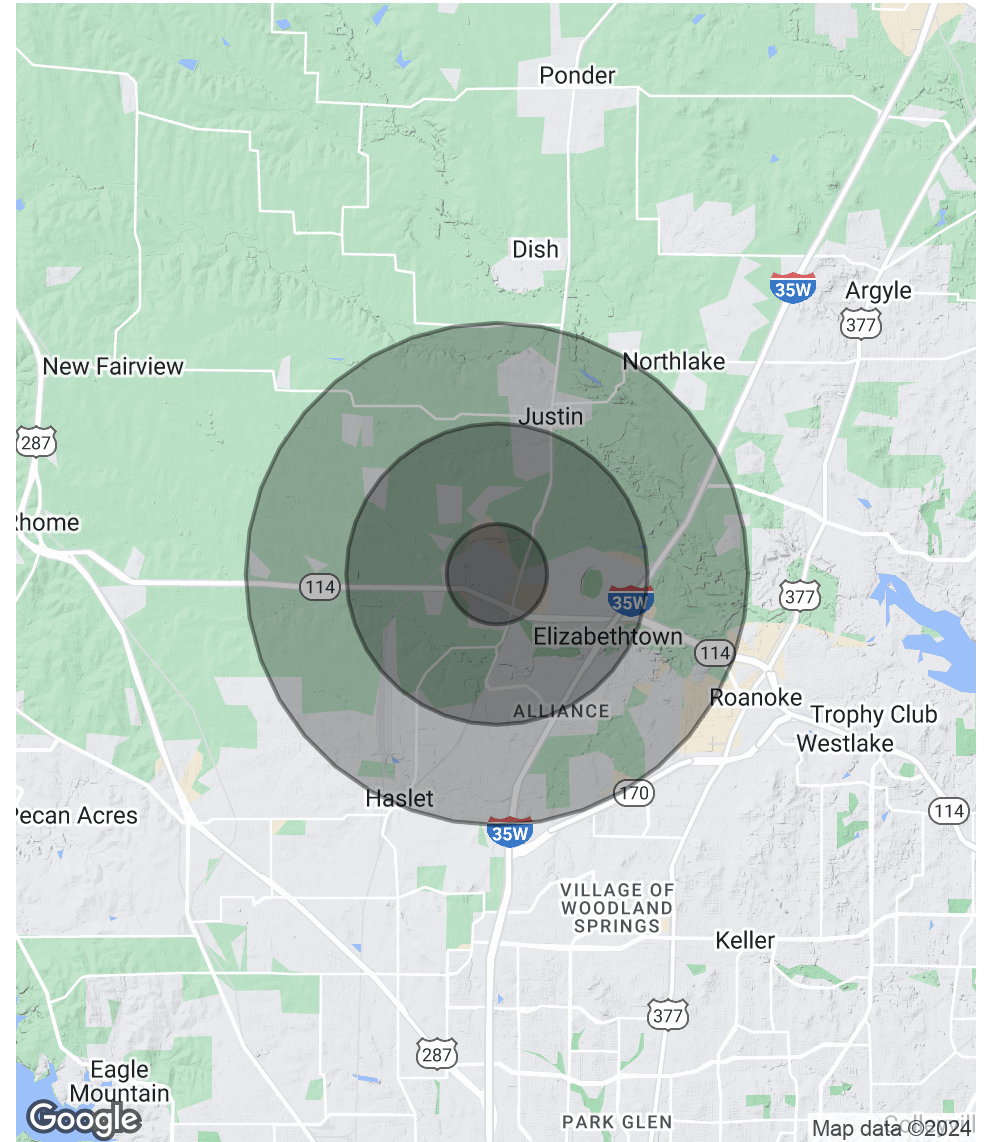 Ponder
Dish
35W
Argyle
377
New Fairview
Northlake
Justin
287
Rhome
114
35W
377
Elizabethtown
114
Roanoke
ALLIANCE
Trophy Club
Westlake
170
Haslet
114
Pecan Acres
35W
VILLAGE OF
WOODLAND
SPRINGS
Keller
377
287
Eagle
Mountain
Google
PARK GLEN
Map data ©2024